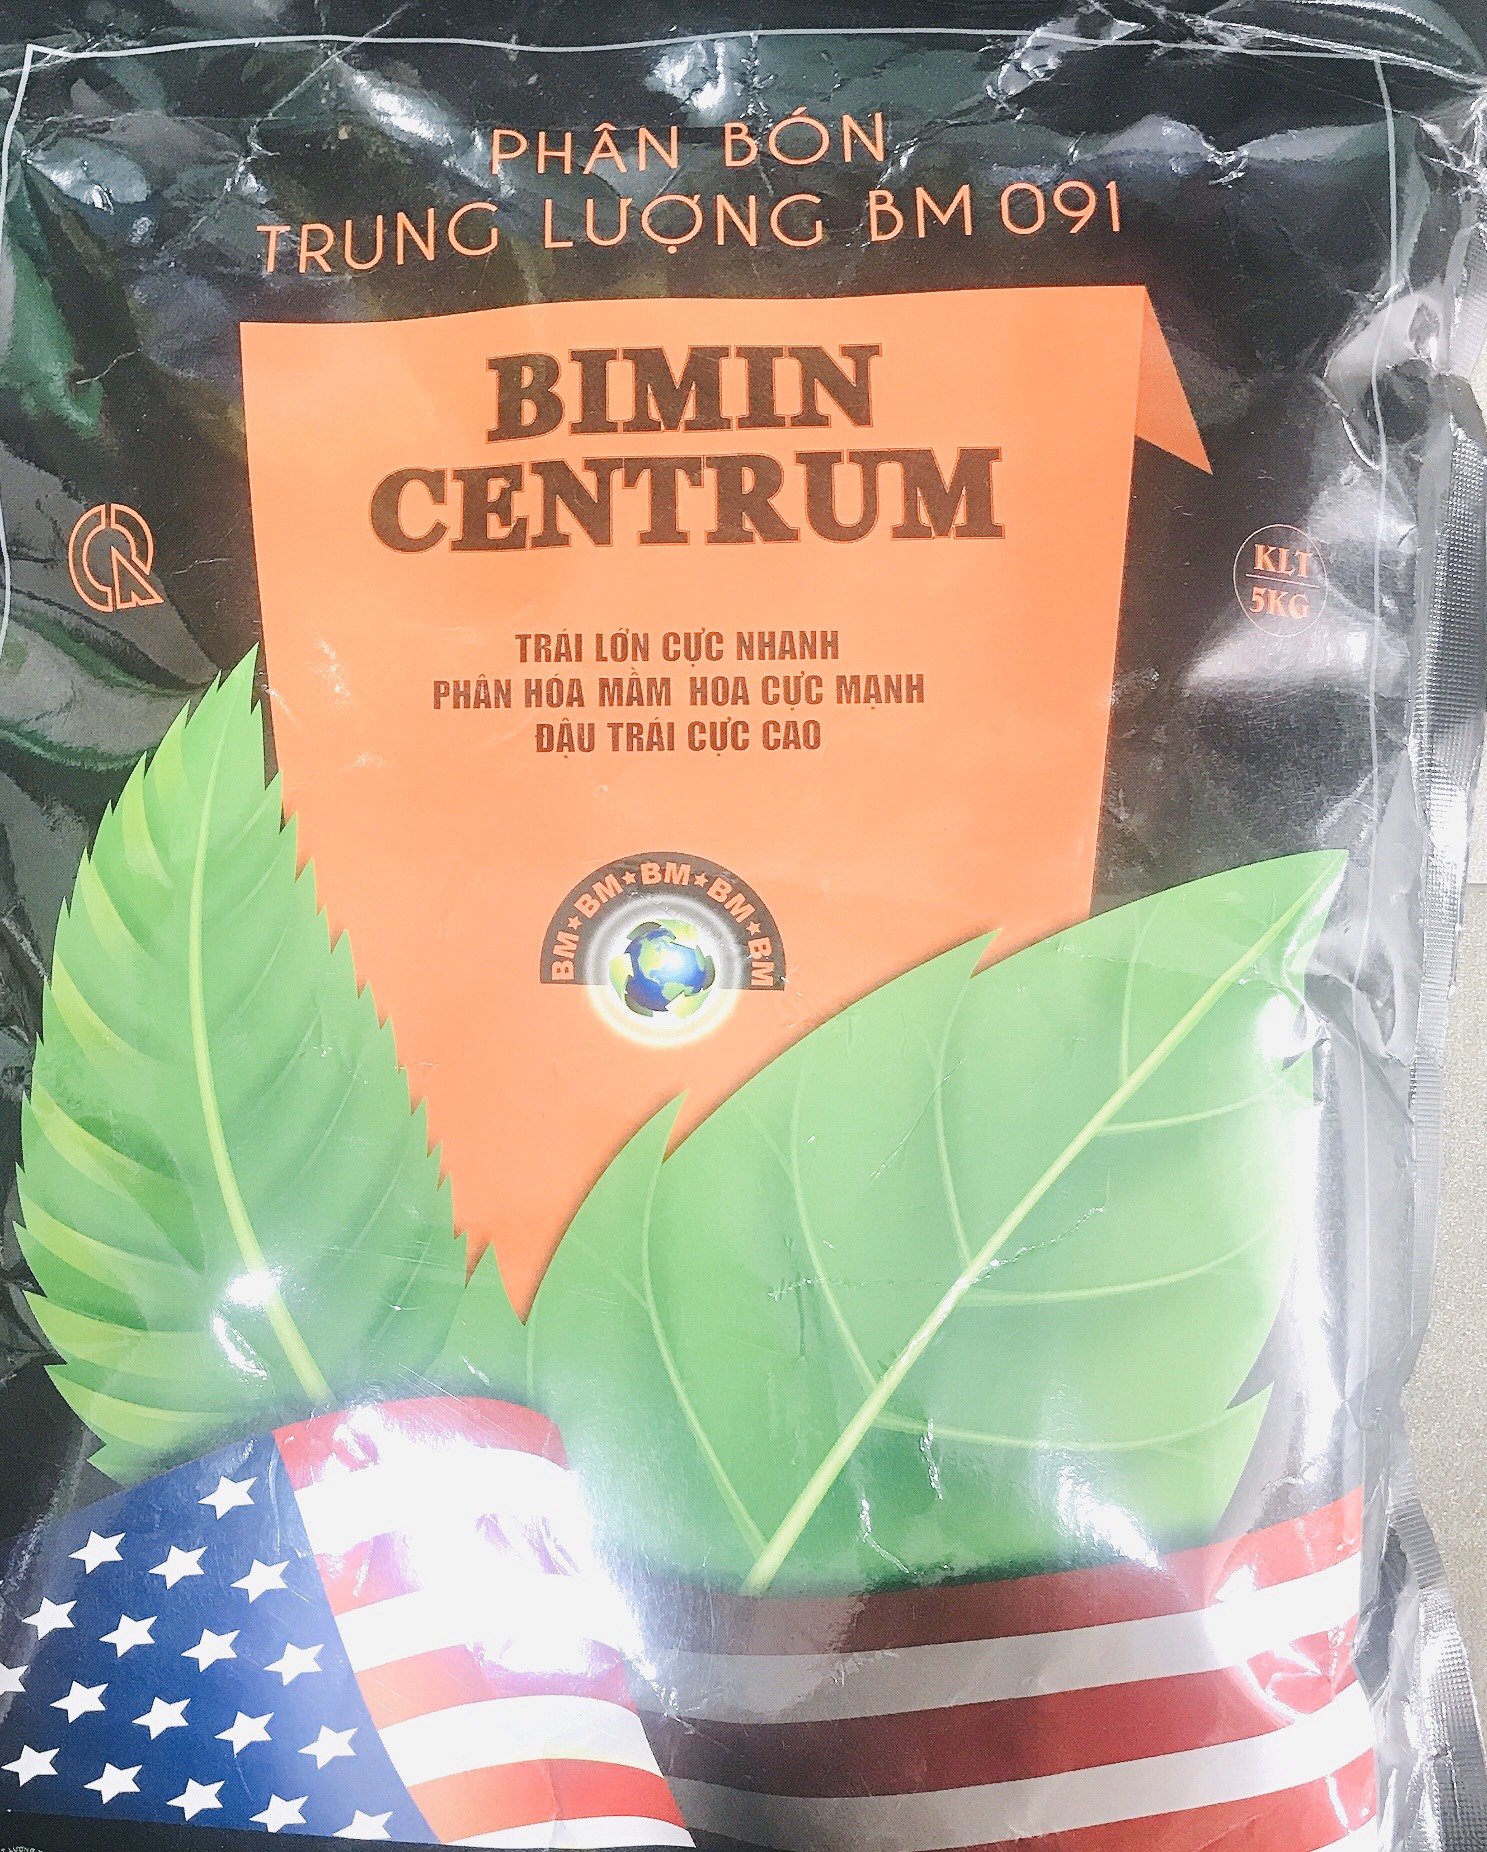 PHÂN BÓN
TRUNG LƯỢNG BM 091
BIMIN
CENTRUM
KLT
5KG
TRÁI LỚN CỰC NHANH
PHÂN HÓA MẦM HOA CỰC MẠNH
ĐẬU TRÁI CỰC CAO
BM★BM★BM★BM★BM